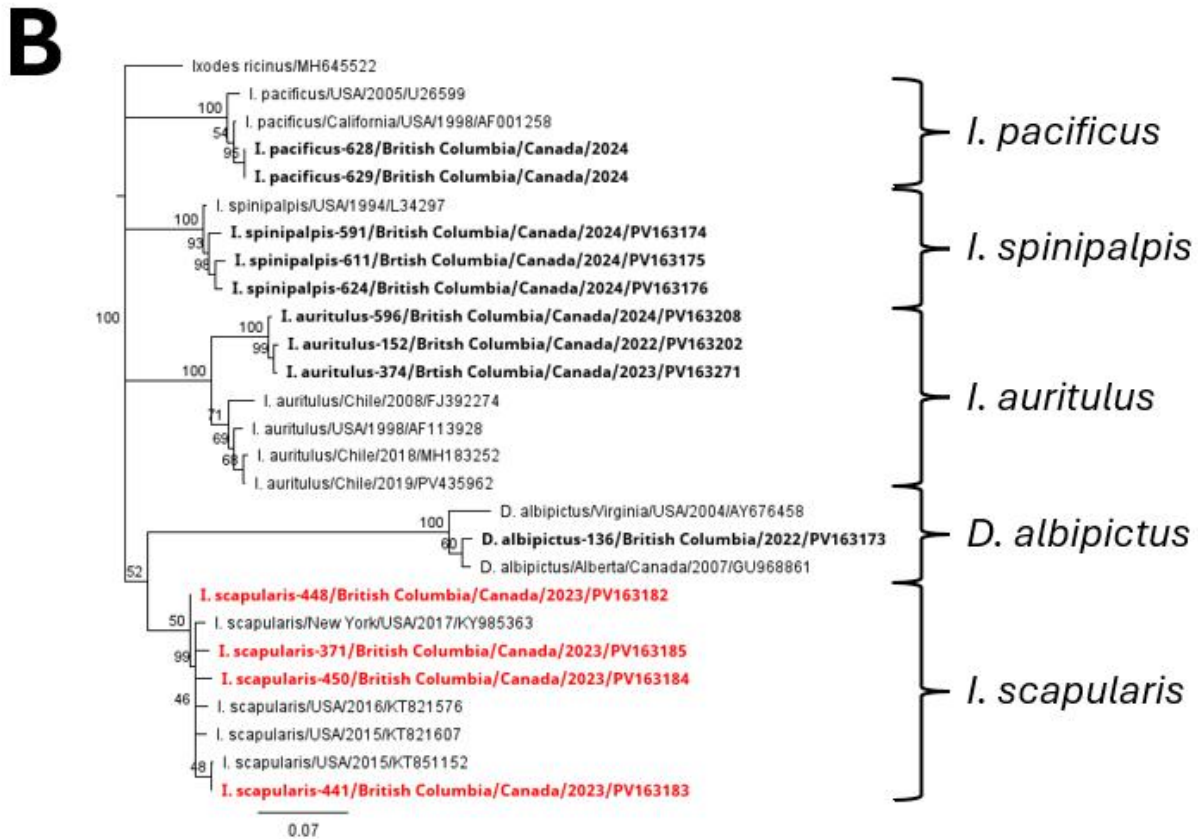 B
Ixodes ricinus/MH645522
I. pacificus/USA/2005/U26599
100
I. pacificus/California/USA/1998/AF001258
54
I. pacificus-628/British Columbia/Canada/2024
95
I. pacificus-629/British Columbia/Canada/2024
I. pacificus
I. spinipalpis/USA/1994/L34297
100
I. spinipalpis-591/British Columbia/Canada/2024/PV163174
93
I. spinipalpis-611/Brtish Columbia/Canada/2024/PV163175
98
I. spinipalpis-624/British Columbia/Canada/2024/PV163176
I. spinipalpis
100
I. auritulus-596/British Columbia/Canada/2024/PV163208
100
I. auritulus-152/British Columbia/Canada/2022/PV163202
99
I. auritulus-374/Brtish Columbia/Canada/2023/PV163271
100
I. auritulus/Chile/2008/FJ392274
71
I. auritulus/USA/1998/AF113928
69
I. auritulus/Chile/2018/MH183252
68
I. auritulus/Chile/2019/PV435962
I. auritulus
D. albipictus/Virginia/USA/2004/AY676458
100
D. albipictus-136/British Columbia/2022/PV163173
60
D. albipictus/Alberta/Canada/2007/GU968861
D. albipictus
52
I. scapularis-448/British Columbia/Canada/2023/PV163182
50
I. scapularis/New York/USA/2017/KY985363
99
I. scapularis-371/British Columbia/Canada/2023/PV163185
I. scapularis-450/British Columbia/Canada/2023/PV163184
46
I. scapularis/USA/2016/KT821576
I. scapularis/USA/2015/KT821607
I. scapularis/USA/2015/KT851152
48
I. scapularis-441/British Columbia/Canada/2023/PV163183
I. scapularis
0.07